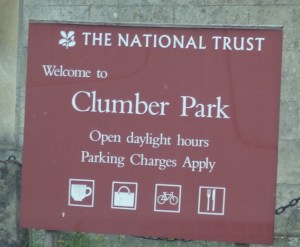 THE NATIONAL TRUST
Welcome to
Clumber Park
Open daylight hours
Parking Charges Apply